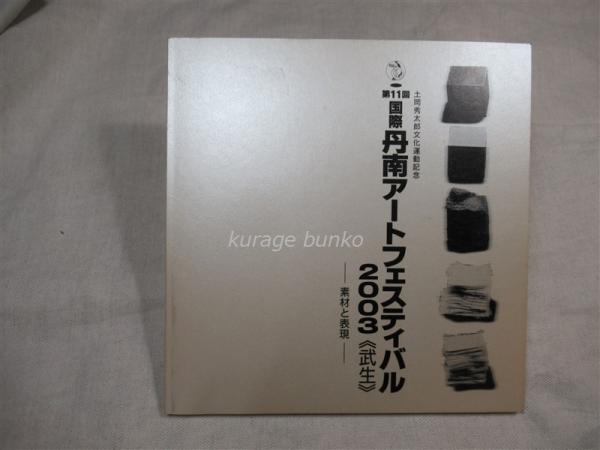 土岡秀太郎文化運動記念
第11回
国際 丹南アートフェスティバル
2003《武生》
――素材と表現――
kurage bunko